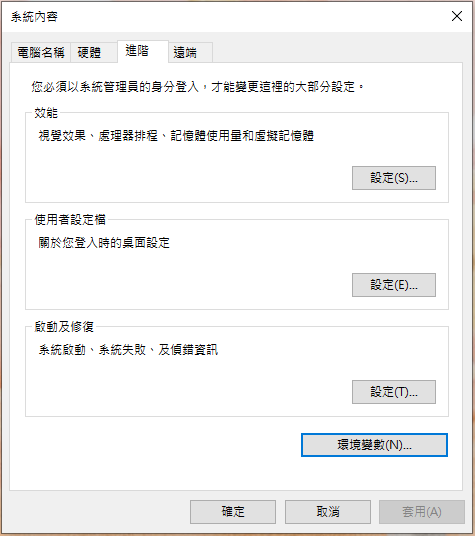 系統內容
電腦名稱
硬體
進階
遠端
您必須以系統管理員的身分登入，才能變更這裡的大部分設定。
效能
視覺效果、處理器排程、記憶體使用量和虛擬記憶體
設定(S)...
使用者設定檔
關於您登入時的桌面設定
設定(E)...
啟動及修復
系統啟動、系統失敗、及偵錯資訊
設定(T)...
環境變數(N)...
確定
取消
套用(A)